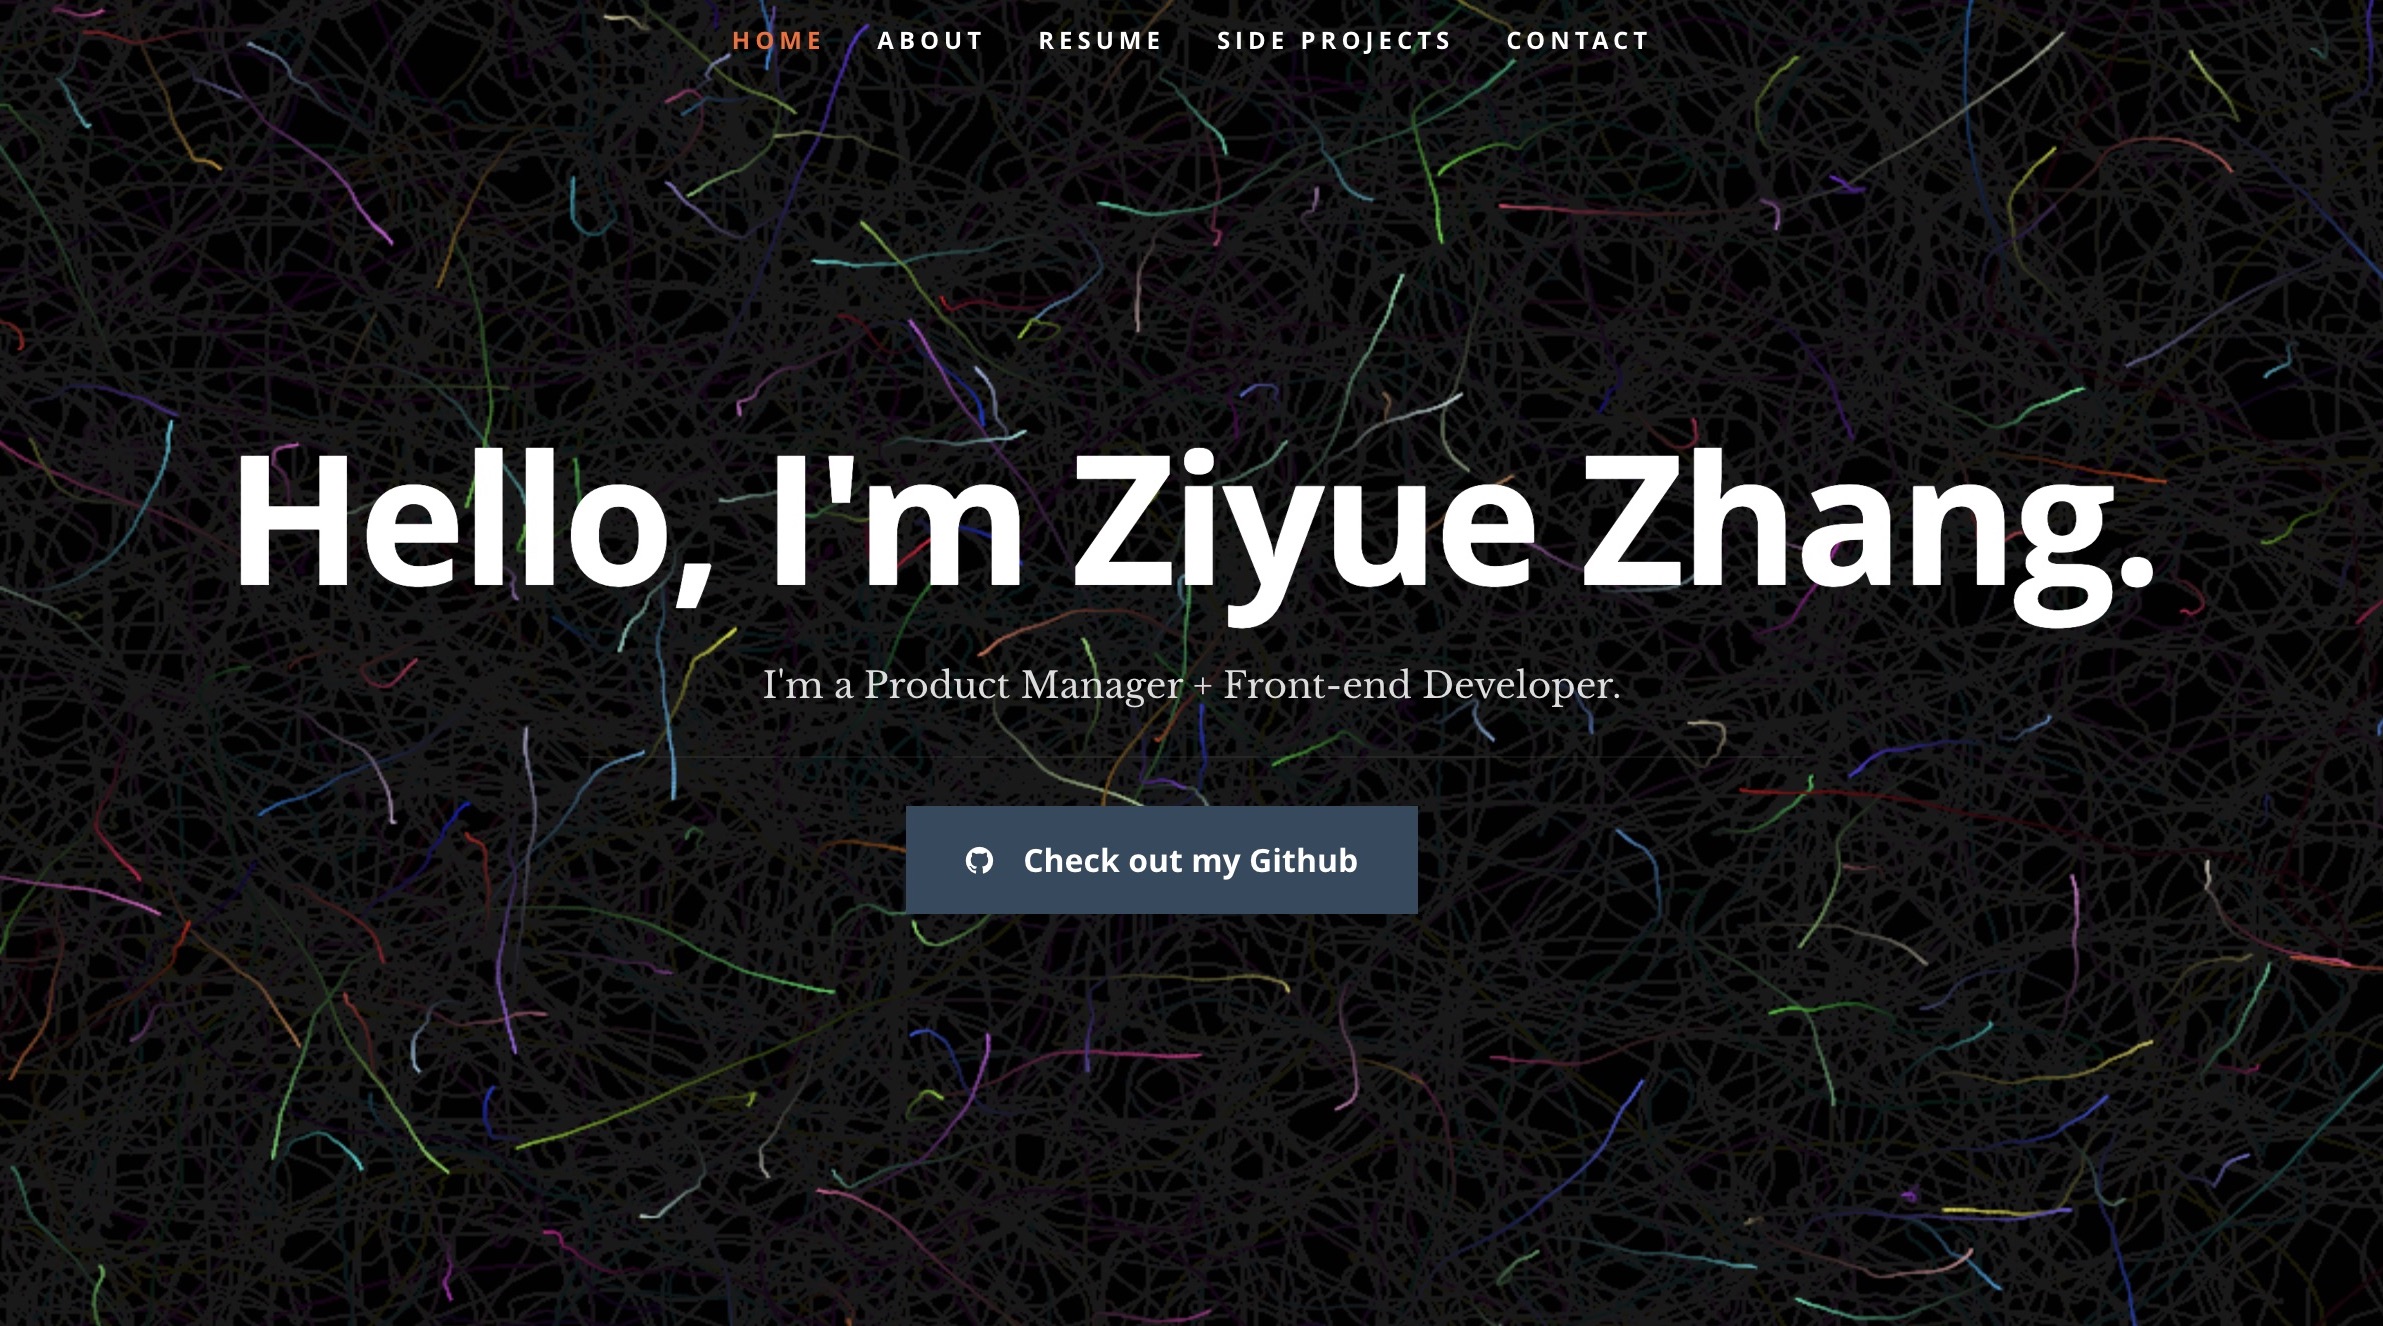 HOME ABOUT RESUME SIDE PROJECTS CONTACT
Hello, I'm Ziyue Zhang.
I'm a Product Manager + Front-end Developer.
Check out my Github